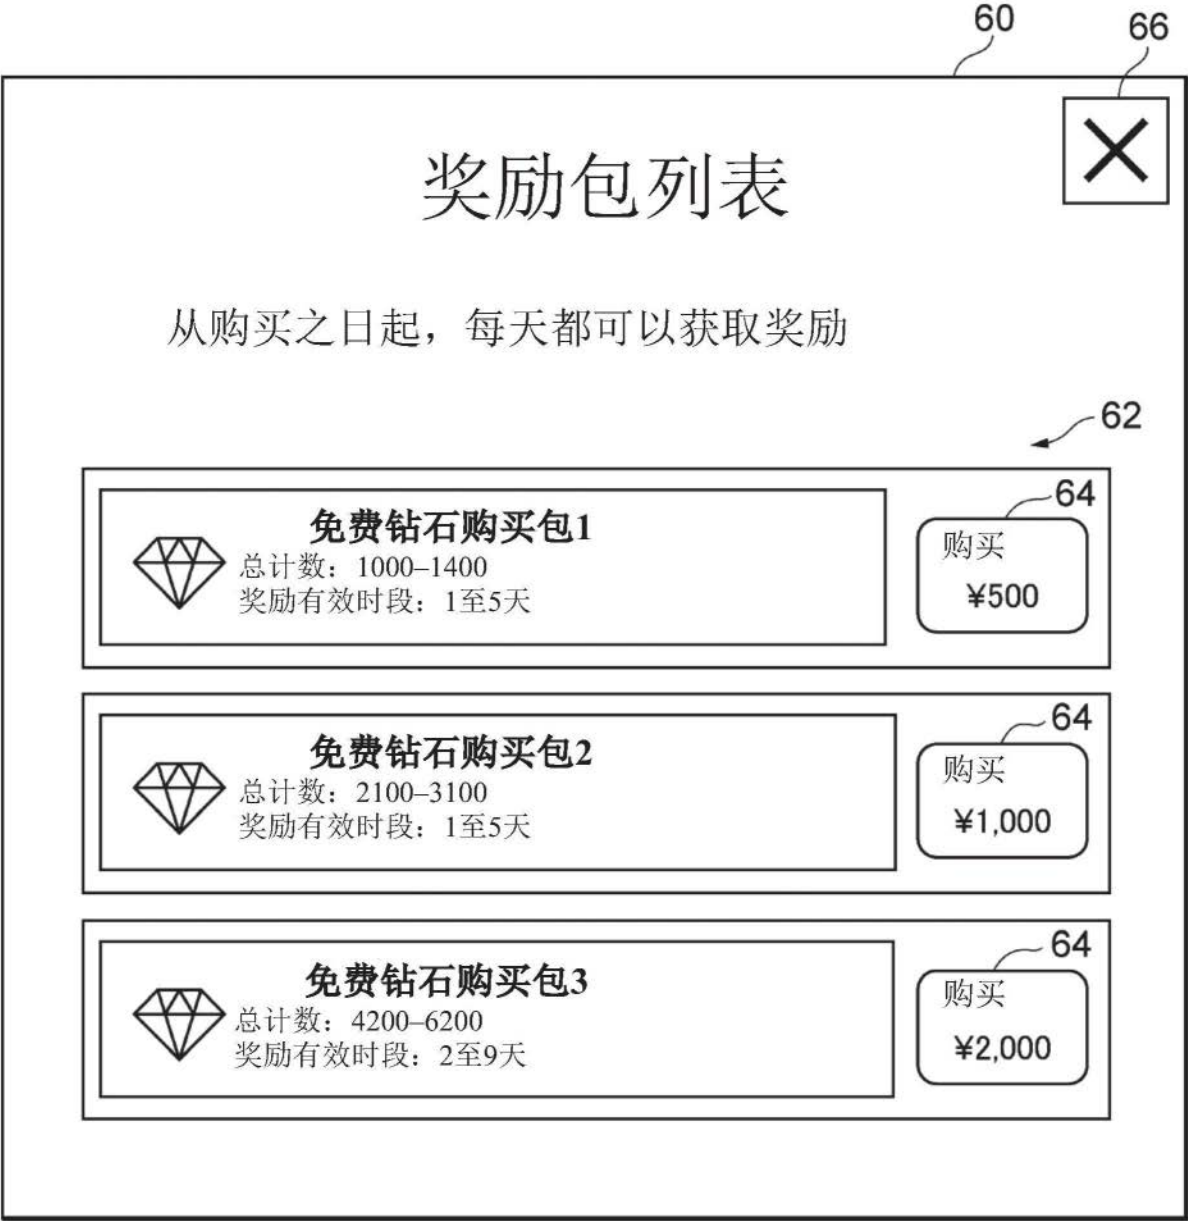 60
66
奖励包列表
从购买之日起，每天都可以获取奖励
62
64
免费钻石购买包1
总计数：1000–1400
奖励有效时段：1至5天
购买
¥500
64
免费钻石购买包2
总计数：2100–3100
奖励有效时段：1至5天
购买
¥1,000
64
免费钻石购买包3
总计数：4200–6200
奖励有效时段：2至9天
购买
¥2,000